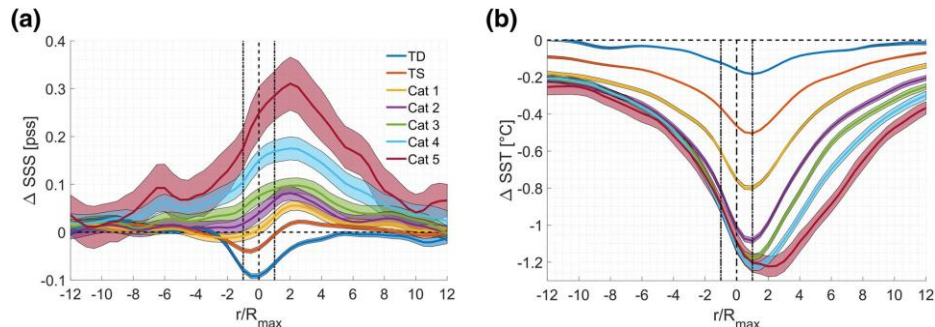 (a)
0.4
0.3
0.2
0.1
0
-0.1
Δ SSS [pss]
TD
TS
Cat 1
Cat 2
Cat 3
Cat 4
Cat 5
-12 -10 -8 -6 -4 -2 0 2 4 6 8 10 12
r/Rmax
(b)
0
-0.2
-0.4
-0.6
-0.8
-1
-1.2
Δ SST [°C]
-12 -10 -8 -6 -4 -2 0 2 4 6 8 10 12
r/Rmax